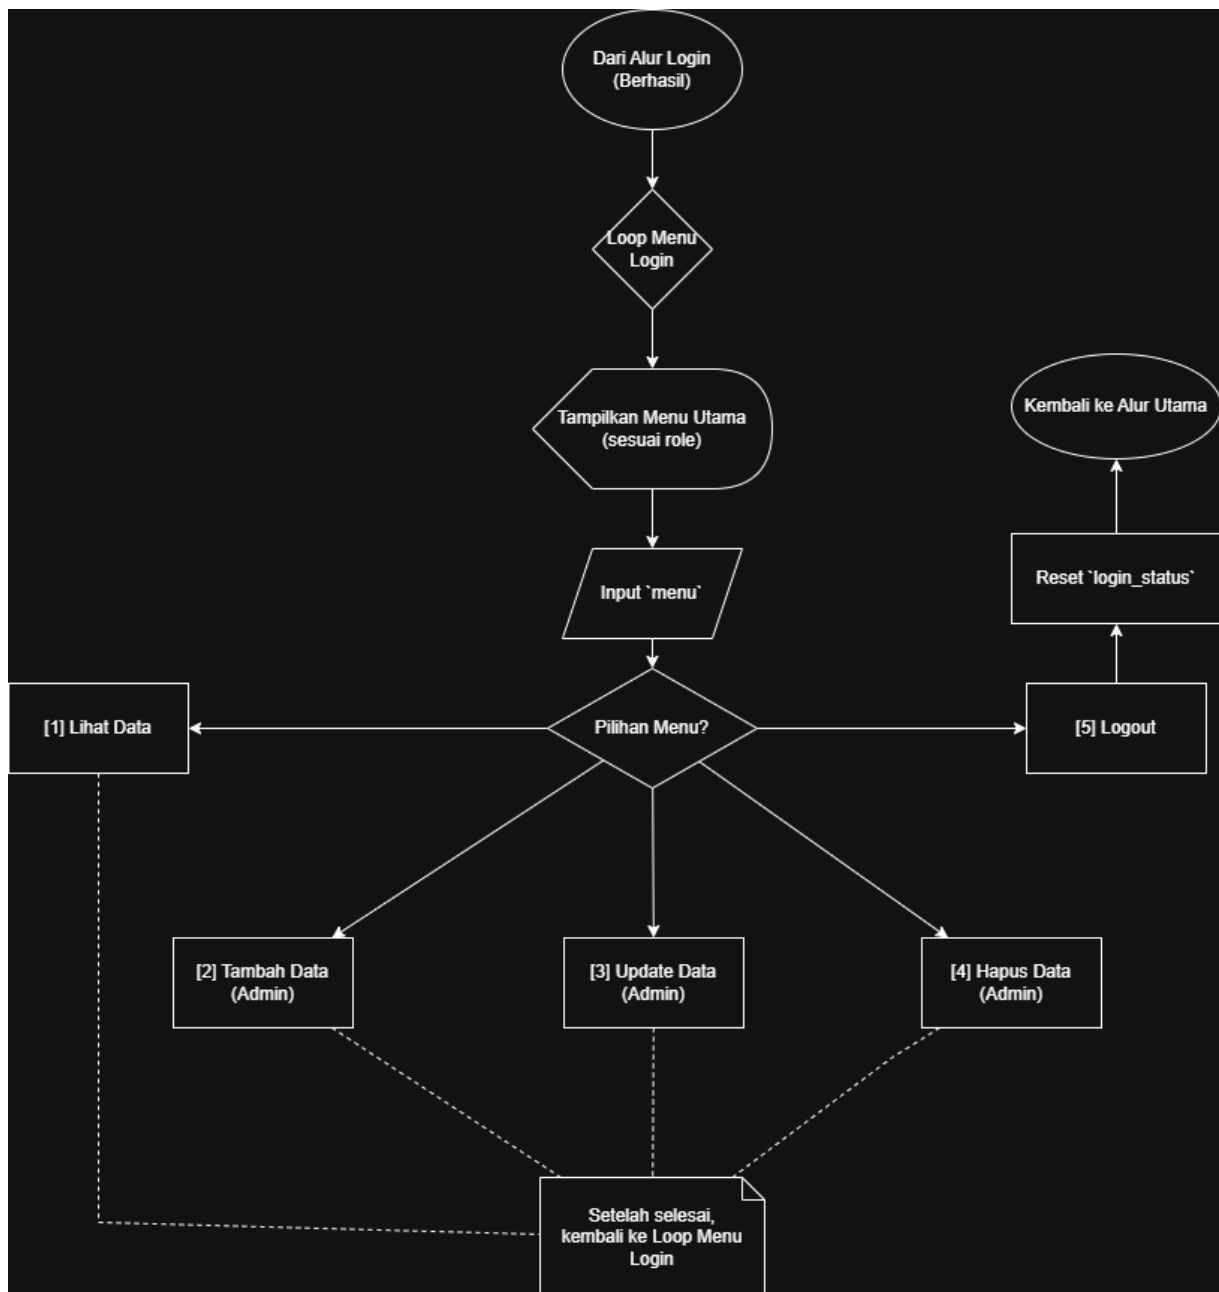 Dari Alur Login
(Berhasil)
Loop Menu
Login
Tampilkan Menu Utama
(sesuai role)
Kembali ke Alur Utama
Input `menu`
Reset `login_status`
[1] Lihat Data
Pilihan Menu?
[5] Logout
[2] Tambah Data
(Admin)
[3] Update Data
(Admin)
[4] Hapus Data
(Admin)
Setelah selesai,
kembali ke Loop Menu
Login